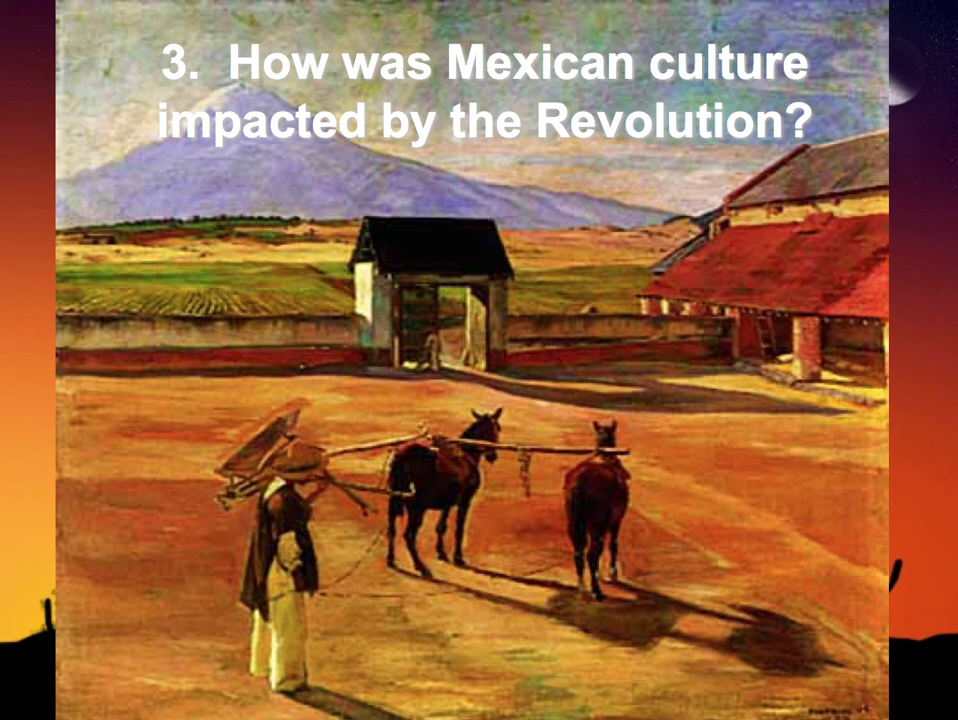 3. How was Mexican culture
impacted by the Revolution?